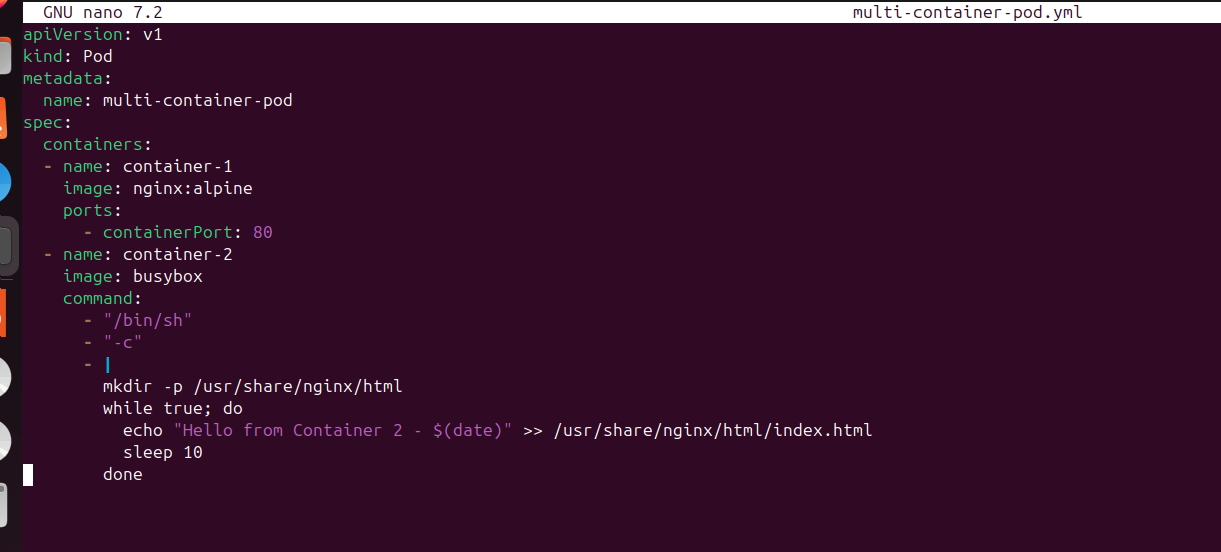 GNU nano 7.2 multi-container-pod.yml
apiVersion: v1
kind: Pod
metadata:
  name: multi-container-pod
spec:
  containers:
  - name: container-1
    image: nginx:alpine
    ports:
      - containerPort: 80
  - name: container-2
    image: busybox
    command:
      - "/bin/sh"
      - "-c"
      - |
        mkdir -p /usr/share/nginx/html
        while true; do
          echo "Hello from Container 2 - $(date)" >> /usr/share/nginx/html/index.html
          sleep 10
        done